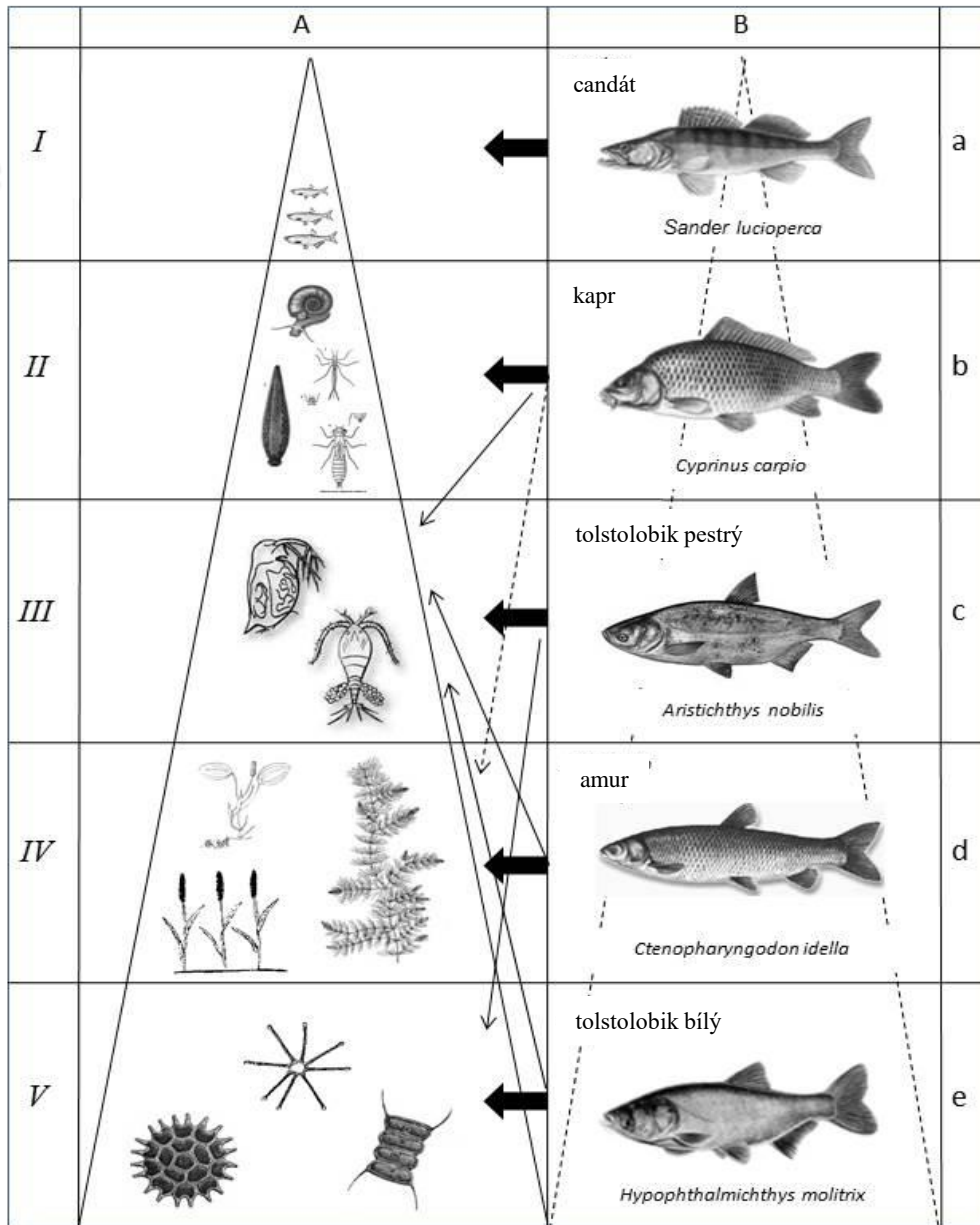 A
B
I
candát
Sander lucioperca
a
II
kapr
Cyprinus carpio
b
III
tolstolobik pestrý
Aristichthys nobilis
c
IV
amur
Ctenopharyngodon idella
d
V
tolstolobik bílý
Hypophthalmichthys molitrix
e